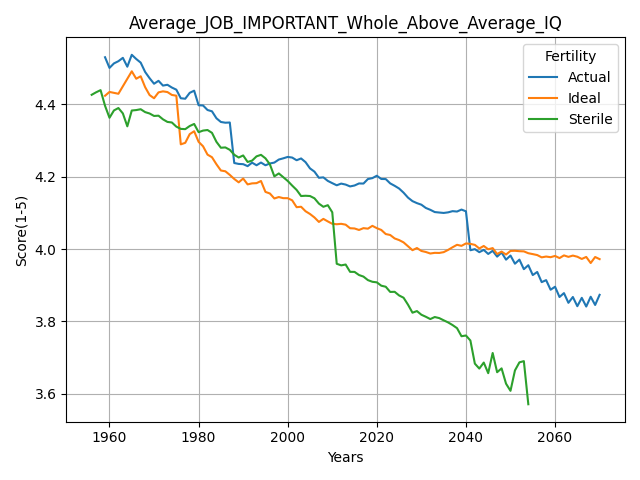 Average_JOB_IMPORTANT_Whole_Above_Average_IQ
Fertility
Actual
Ideal
Sterile
Score(1-5)
4.4
4.2
4.0
3.8
3.6
1960 1980 2000 2020 2040 2060
Years